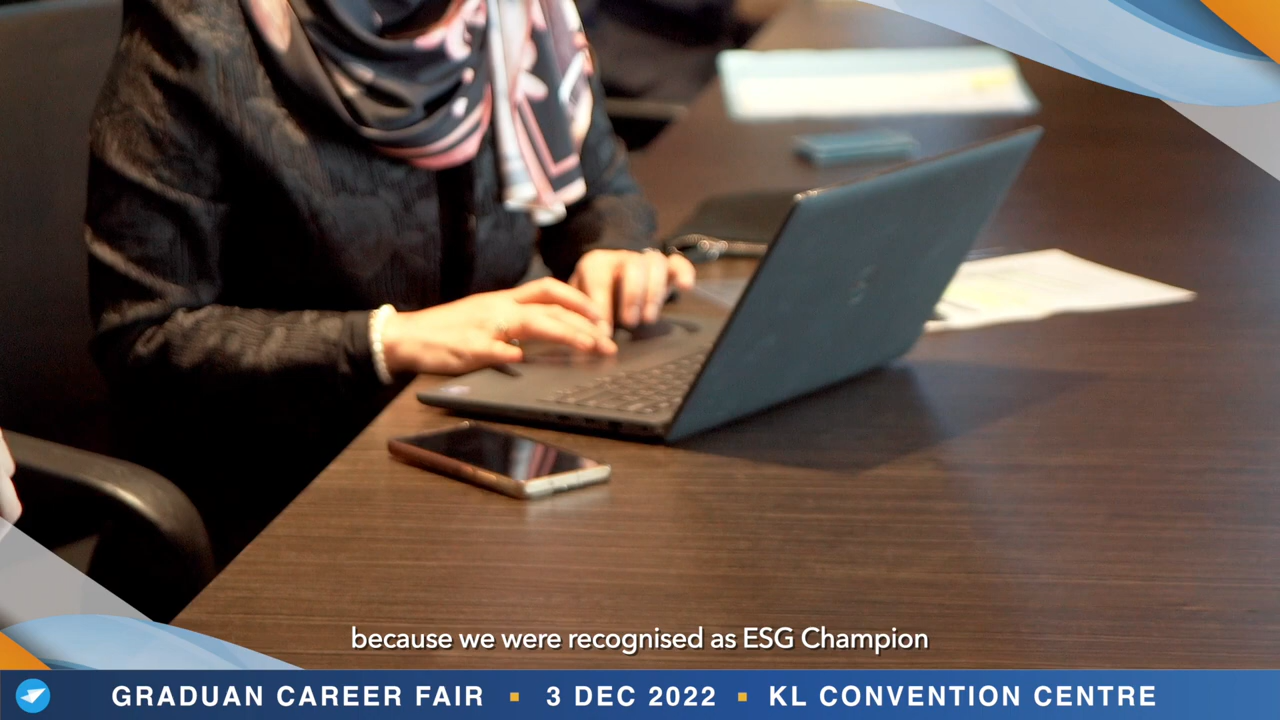 because we were recognised as ESG Champion
GRADUAN CAREER FAIR ▪ 3 DEC 2022 ▪ KL CONVENTION CENTRE